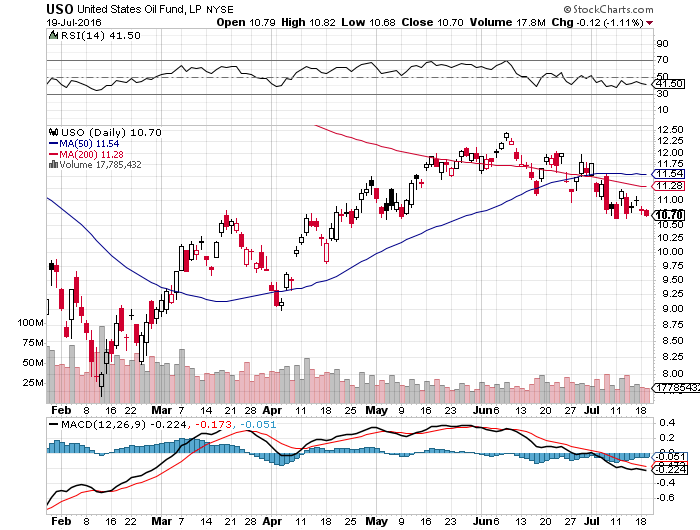 USO United States Oil Fund, LP NYSE © StockCharts.com
19-Jul-2016 Open 10.79 High 10.82 Low 10.68 Close 10.70 Volume 17.8M Chg -0.12 (-1.11%)
RSI(14) 41.50
90
70
50
41.50
30
10
USO (Daily) 10.70
MA(50) 11.54
MA(200) 11.28
Volume 17,785,432
12.50
12.25
12.00
11.75
11.54
11.28
11.00
10.70
10.50
10.25
10.00
9.75
9.50
9.25
9.00
8.75
8.50
8.25
8.00
17785432
100M
75M
50M
25M
Feb 8 16 22 Mar 7 14 21 28 Apr 11 18 25 May 9 16 23 Jun 6 13 20 27 Jul 11 18
MACD(12,26,9) -0.224, -0.173, -0.051
0.4
0.2
0.0
-0.051
-0.224
-0.4
-0.6
Feb 8 16 22 Mar 7 14 21 28 Apr 11 18 25 May 9 16 23 Jun 6 13 20 27 Jul 11 18